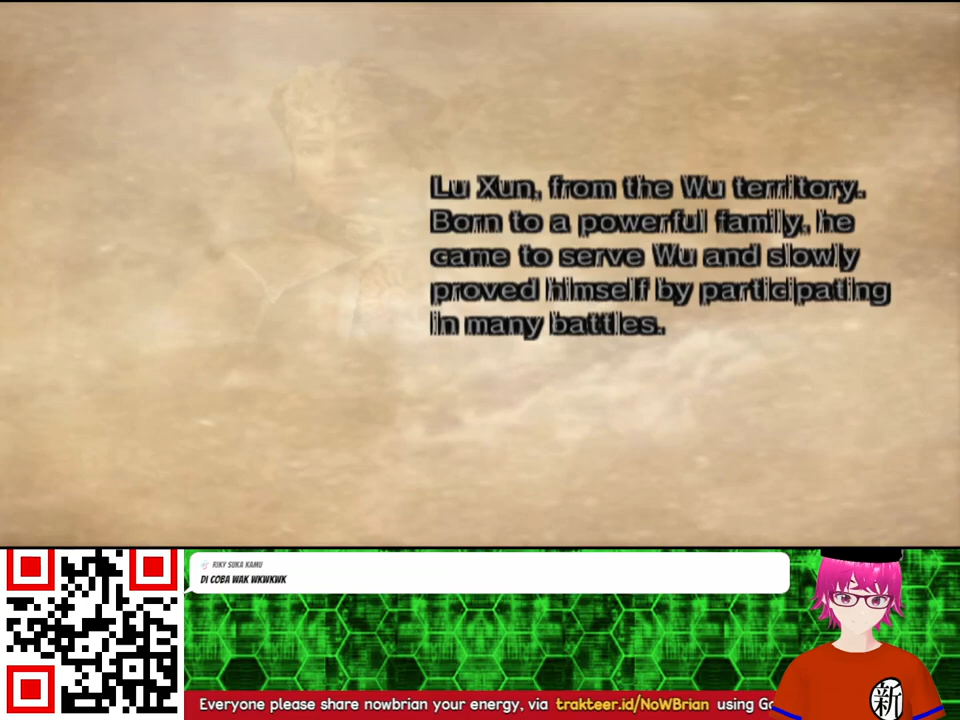 Lu Xun, from the Wu territory.
Born to a powerful family, he
came to serve Wu and slowly
proved himself by participating
in many battles.
RIKY SUKA KAMU
DI COBA WAK WKWKWK
Everyone please share nowbrian your energy, via trakteer.id/NoWBrian using Go
新